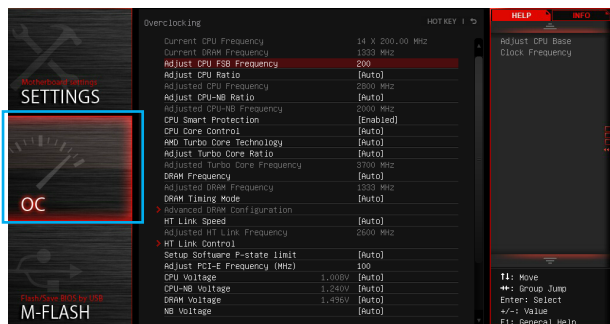 Overclocking
HOT KEY
Current CPU Frequency 14 X 200.00 MHz
Current DRAM Frequency 1333 MHz
Adjust CPU FSB Frequency 200
Adjust CPU Ratio [Auto]
Adjusted CPU Frequency 2800 MHz
Adjust CPU-NB Ratio [Auto]
Adjusted CPU-NB Frequency 2000 MHz
CPU Smart Protection [Enabled]
CPU Core Control [Auto]
AMD Turbo Core Technology [Auto]
Adjust Turbo Core Ratio [Auto]
Adjusted Turbo Core Frequency 3700 MHz
DRAM Frequency [Auto]
Adjusted DRAM Frequency 1333 MHz
DRAM Timing Mode [Auto]
> Advanced DRAM Configuration
HT Link Speed [Auto]
Adjusted HT Link Frequency 2600 MHz
> HT Link Control
Setup Software P-state limit [Auto]
Adjust PCI-E Frequency (MHz) 100
CPU Voltage 1.008V [Auto]
CPU-NB Voltage 1.240V [Auto]
DRAM Voltage 1.496V [Auto]
NB Voltage [Auto]
Motherboard settings
SETTINGS
OC
Flash/Save BIOS by USB
M-FLASH
HELP
INFO
Adjust CPU Base
Clock Frequency
↑↓: Move
→←: Group Jump
Enter: Select
+/-: Value
F1: General Help